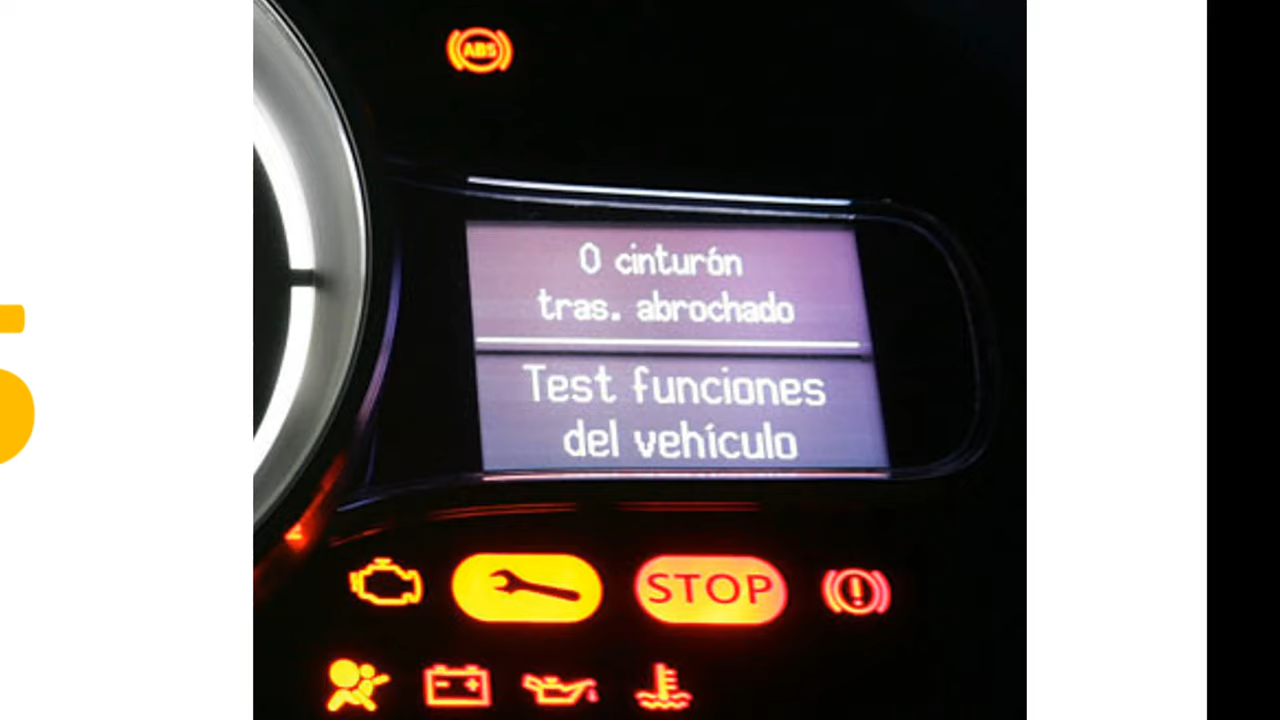 ABS
0 cinturón
tras. abrochado
Test funciones
del vehículo
STOP